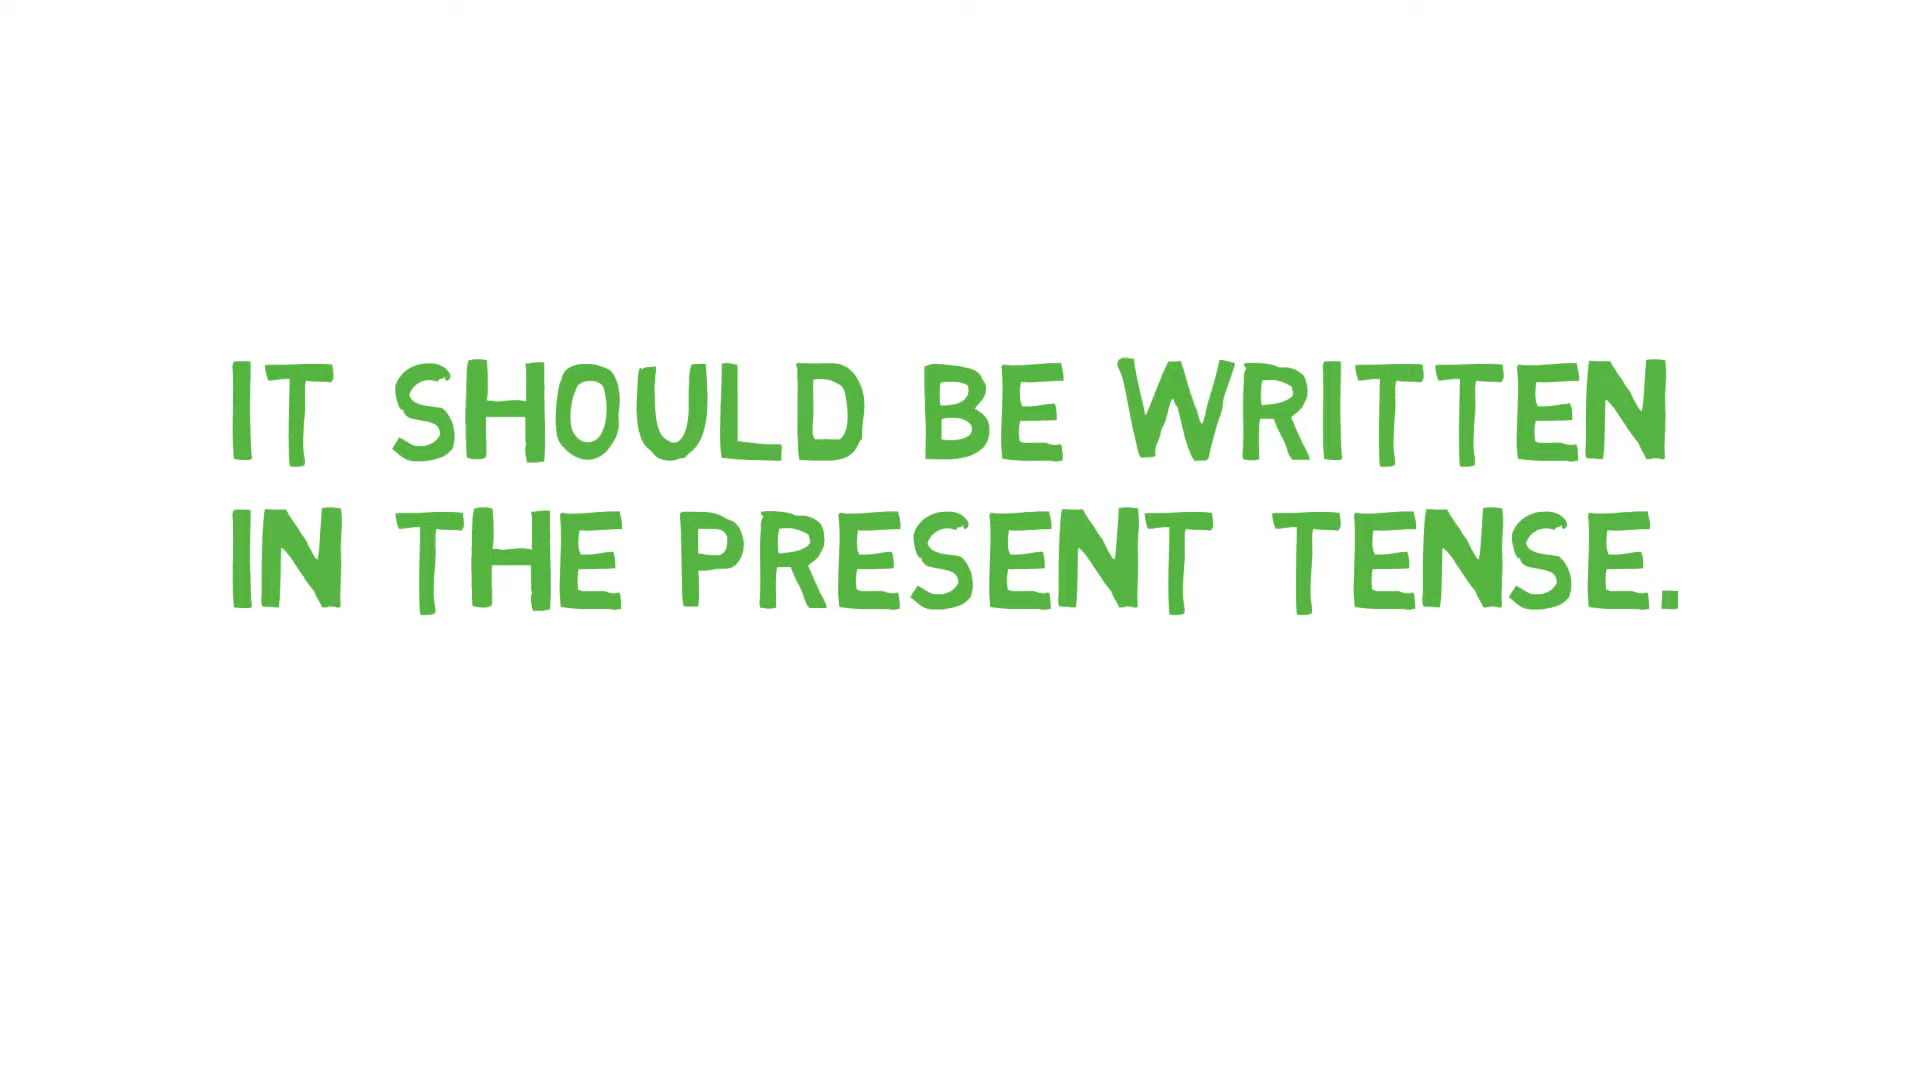 IT SHOULD BE WRITTEN
IN THE PRESENT TENSE.